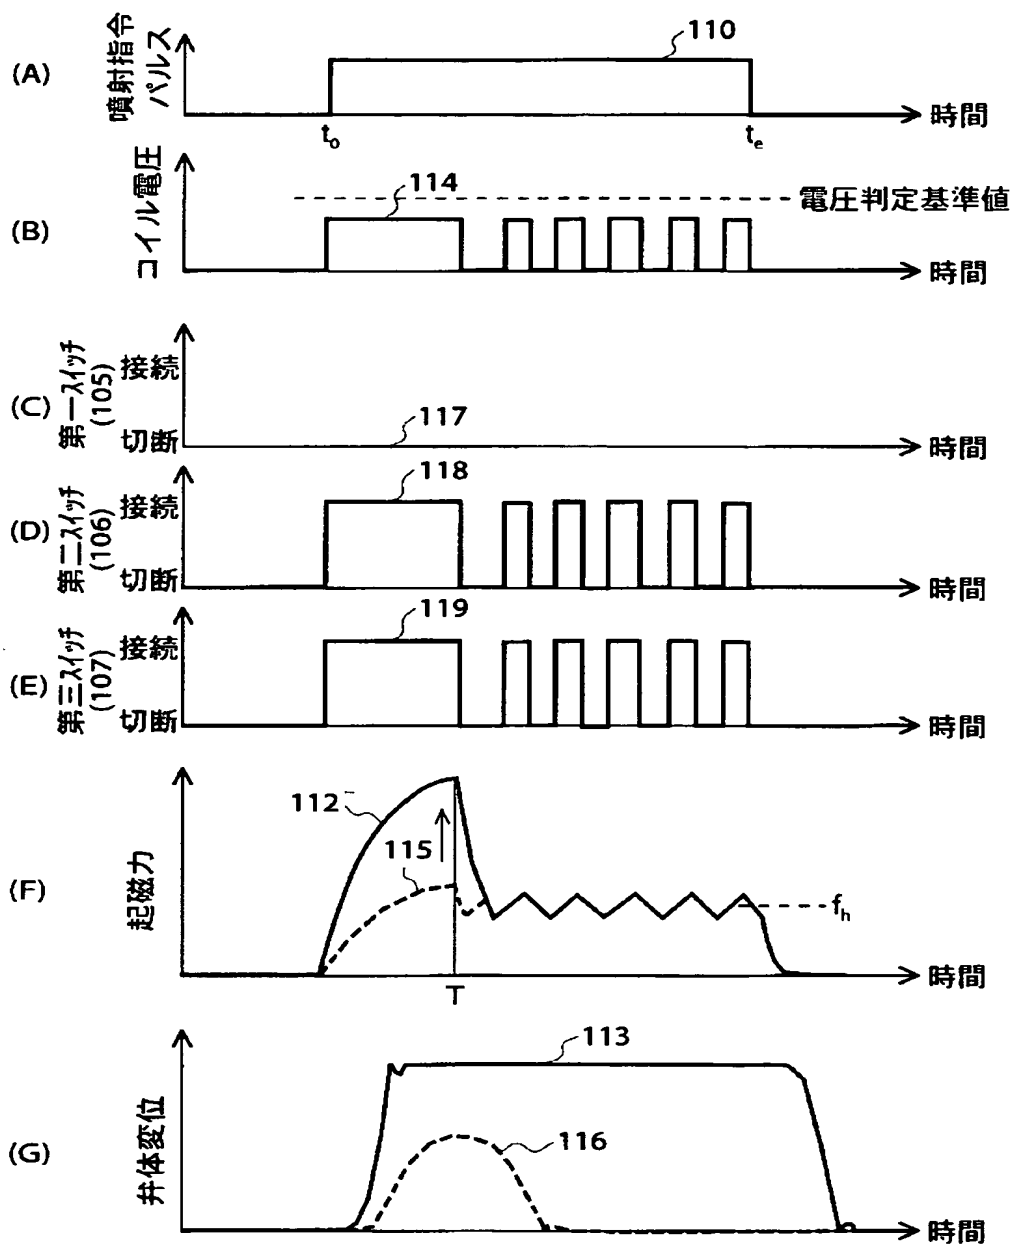 (A)
噴射指令
パルス
110
時間
t₀
tₑ
(B)
コイル電圧
114
電圧判定基準値
時間
(C)
第一スイッチ
(105)
接続
切断
117
時間
(D)
第二スイッチ
(106)
接続
切断
118
時間
(E)
第三スイッチ
(107)
接続
切断
119
時間
(F)
起磁力
112
115
fₕ
T
時間
(G)
弁体変位
113
116
時間